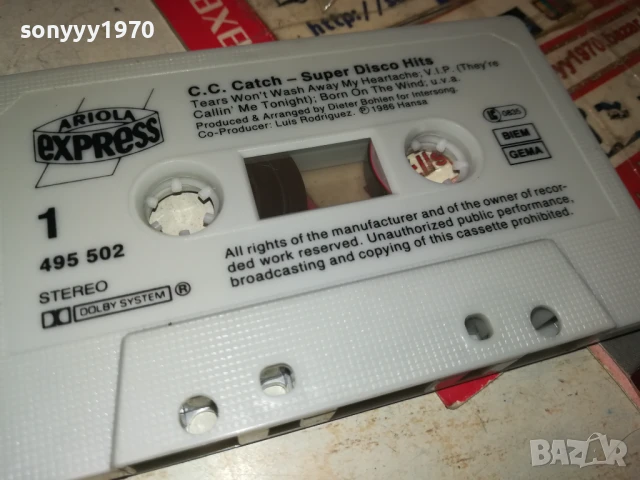 sonyyy1970
C.C. Catch – Super Disco Hits
Tears Won't Wash Away My Heartache; V.I.P. (They're
Callin' Me Tonight); Born On The Wind; u.v.a.
Produced & Arranged by Dieter Bohlen for Intersong.
Co-Producer: Luis Rodriguez. ℗ 1986 Hansa
ARIOLA
EXPRESS
LC 0835
BIEM
GEMA
1
495 502
STEREO
DOLBY SYSTEM ®
All rights of the manufacturer and of the owner of recor-
ded work reserved. Unauthorized public performance,
broadcasting and copying of this cassette prohibited.
BAZAR